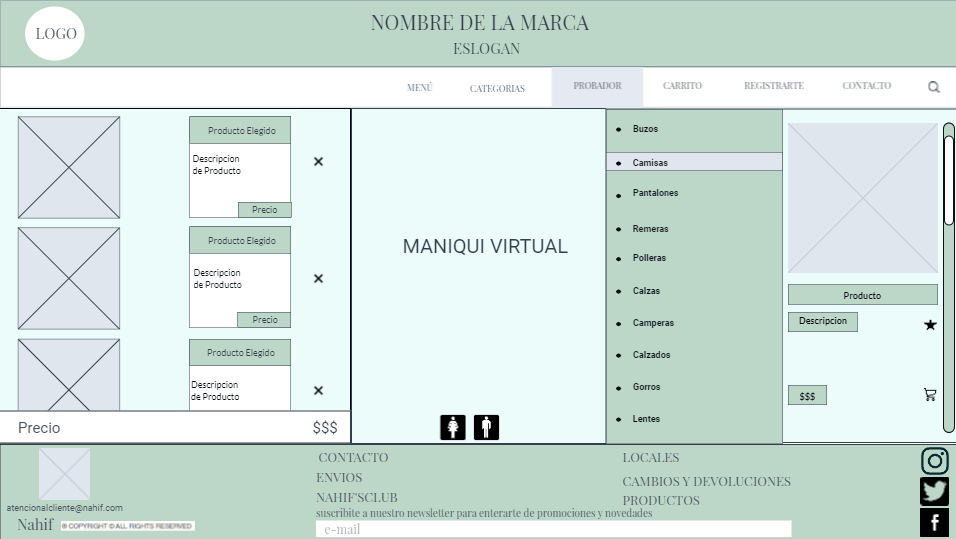 LOGO
NOMBRE DE LA MARCA
ESLOGAN
MENÚ
CATEGORIAS
PROBADOR
CARRITO
REGISTRARTE
CONTACTO
Producto Elegido
Descripcion
de Producto
Precio
Producto Elegido
Descripcion
de Producto
Precio
Producto Elegido
Descripcion
de Producto
Precio $$$
MANIQUI VIRTUAL
Buzos
Camisas
Pantalones
Remeras
Polleras
Calzas
Camperas
Calzados
Gorros
Lentes
Producto
Descripcion
$$$
atencionalcliente@nahif.com
Nahif
© COPYRIGHT © ALL RIGHTS RESERVED
CONTACTO
ENVIOS
NAHIF'SCLUB
LOCALES
CAMBIOS Y DEVOLUCIONES
PRODUCTOS
suscribite a nuestro newsletter para enterarte de promociones y novedades
e-mail